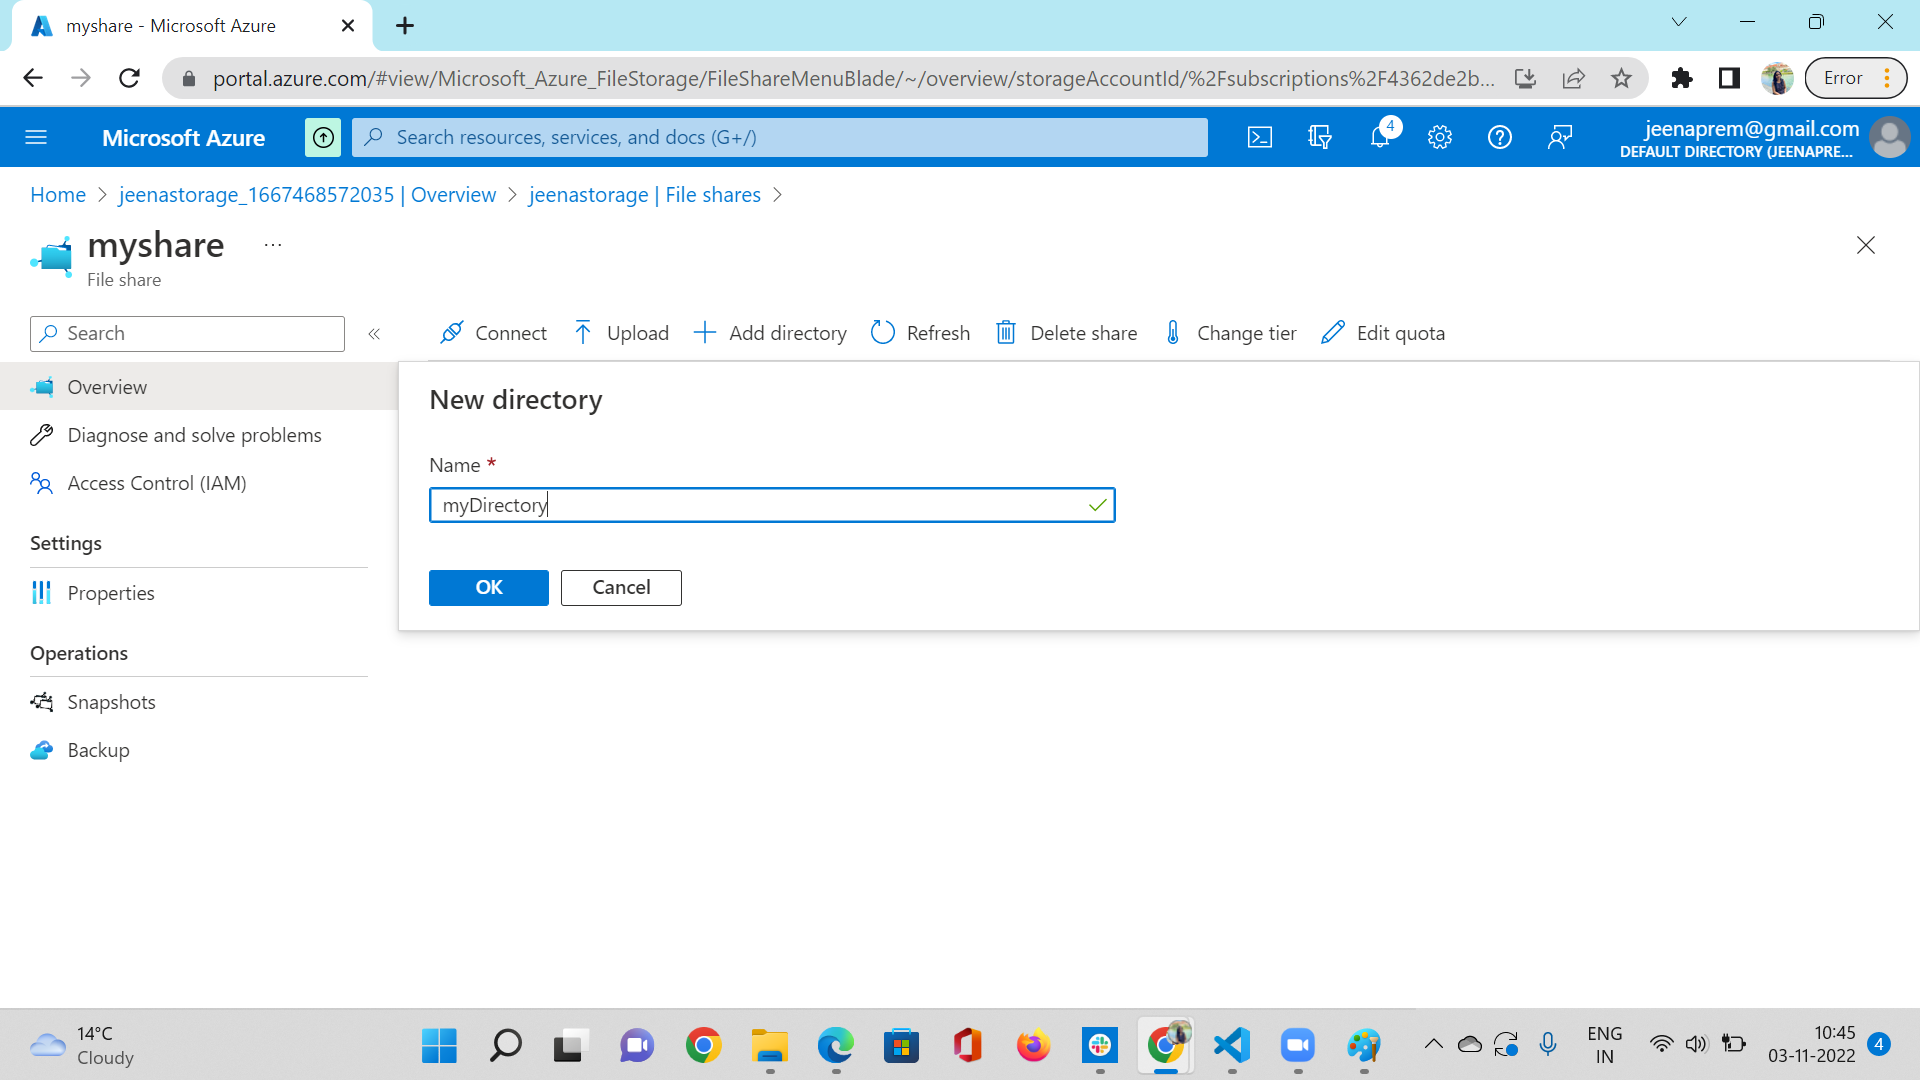 myshare - Microsoft Azure
portal.azure.com/#view/Microsoft_Azure_FileStorage/FileShareMenuBlade/~/overview/storageAccountId/%2Fsubscriptions%2F4362de2b...
Error
Microsoft Azure
Search resources, services, and docs (G+/)
4
jeenaprem@gmail.com
DEFAULT DIRECTORY (JEENAPRE...
Home > jeenastorage_1667468572035 | Overview > jeenastorage | File shares >
myshare ...
File share
Search
«
Connect Upload Add directory Refresh Delete share Change tier Edit quota
Overview
Diagnose and solve problems
Access Control (IAM)
Settings
Properties
Operations
Snapshots
Backup
New directory
Name *
myDirectory
OK Cancel
14°C
Cloudy
ENG
IN
10:45
03-11-2022
4